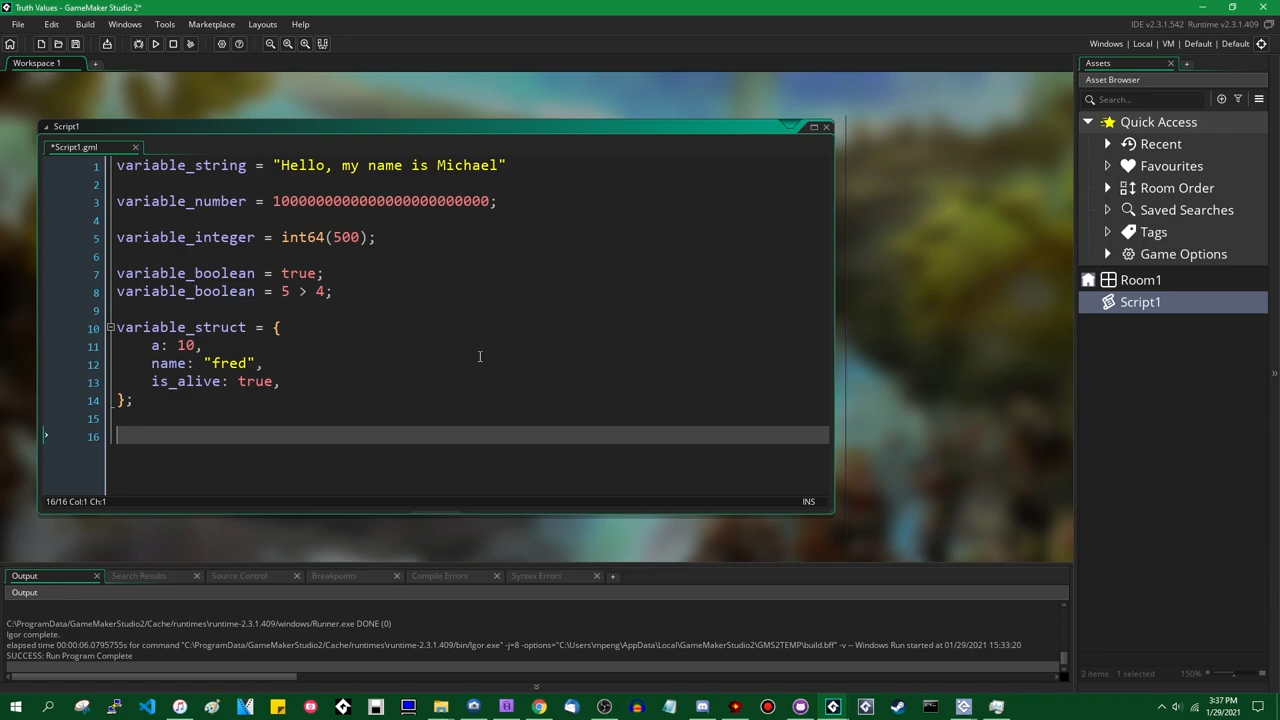 Truth Values - GameMaker Studio 2*
File Edit Build Windows Tools Marketplace Layouts Help
IDE v2.3.1.542 Runtime v2.3.1.409
Windows | Local | VM | Default | Default
Workspace 1
Assets
Asset Browser
Search...
Quick Access
Recent
Favourites
Room Order
Saved Searches
Tags
Game Options
Room1
Script1
Script1
*Script1.gml
1 variable_string = "Hello, my name is Michael"
2
3 variable_number = 1000000000000000000000000;
4
5 variable_integer = int64(500);
6
7 variable_boolean = true;
8 variable_boolean = 5 > 4;
9
10 variable_struct = {
11 a: 10,
12 name: "fred",
13 is_alive: true,
14 };
15
16
16/16 Col:1 Ch:1
INS
Output Search Results Source Control Breakpoints Compile Errors Syntax Errors
Output
C:\ProgramData/GameMakerStudio2/Cache/runtimes\runtime-2.3.1.409/windows/Runner.exe DONE (0)
Igor complete.
elapsed time 00:00:06.0795755s for command "C:\ProgramData/GameMakerStudio2/Cache/runtimes\runtime-2.3.1.409/bin/Igor.exe" -j=8 -options="C:\Users\mpeng\AppData\Local\GameMakerStudio2\GMS2TEMP\build.bff" -v -- Windows Run started at 01/29/2021 15:33:20
SUCCESS: Run Program Complete
2 items 1 selected 150%
3:37 PM
1/29/2021